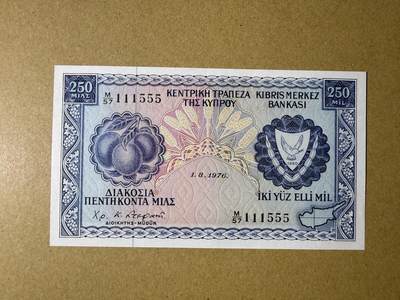 250
ΜΙΛΣ
M/57 111555
ΚΕΝΤΡΙΚΗ ΤΡΑΠΕΖΑ
ΤΗΣ ΚΥΠΡΟΥ
KIBRIS MERKEZ
BANKASI
250
MİL
1.8.1976.
ΔΙΑΚΟΣΙΑ
ΠΕΝΤΗΚΟΝΤΑ ΜΙΛΣ
İKİ YÜZ ELLİ MİL
M/57 111555
ΔΙΟΙΚΗΤΗΣ - MÜDÜR